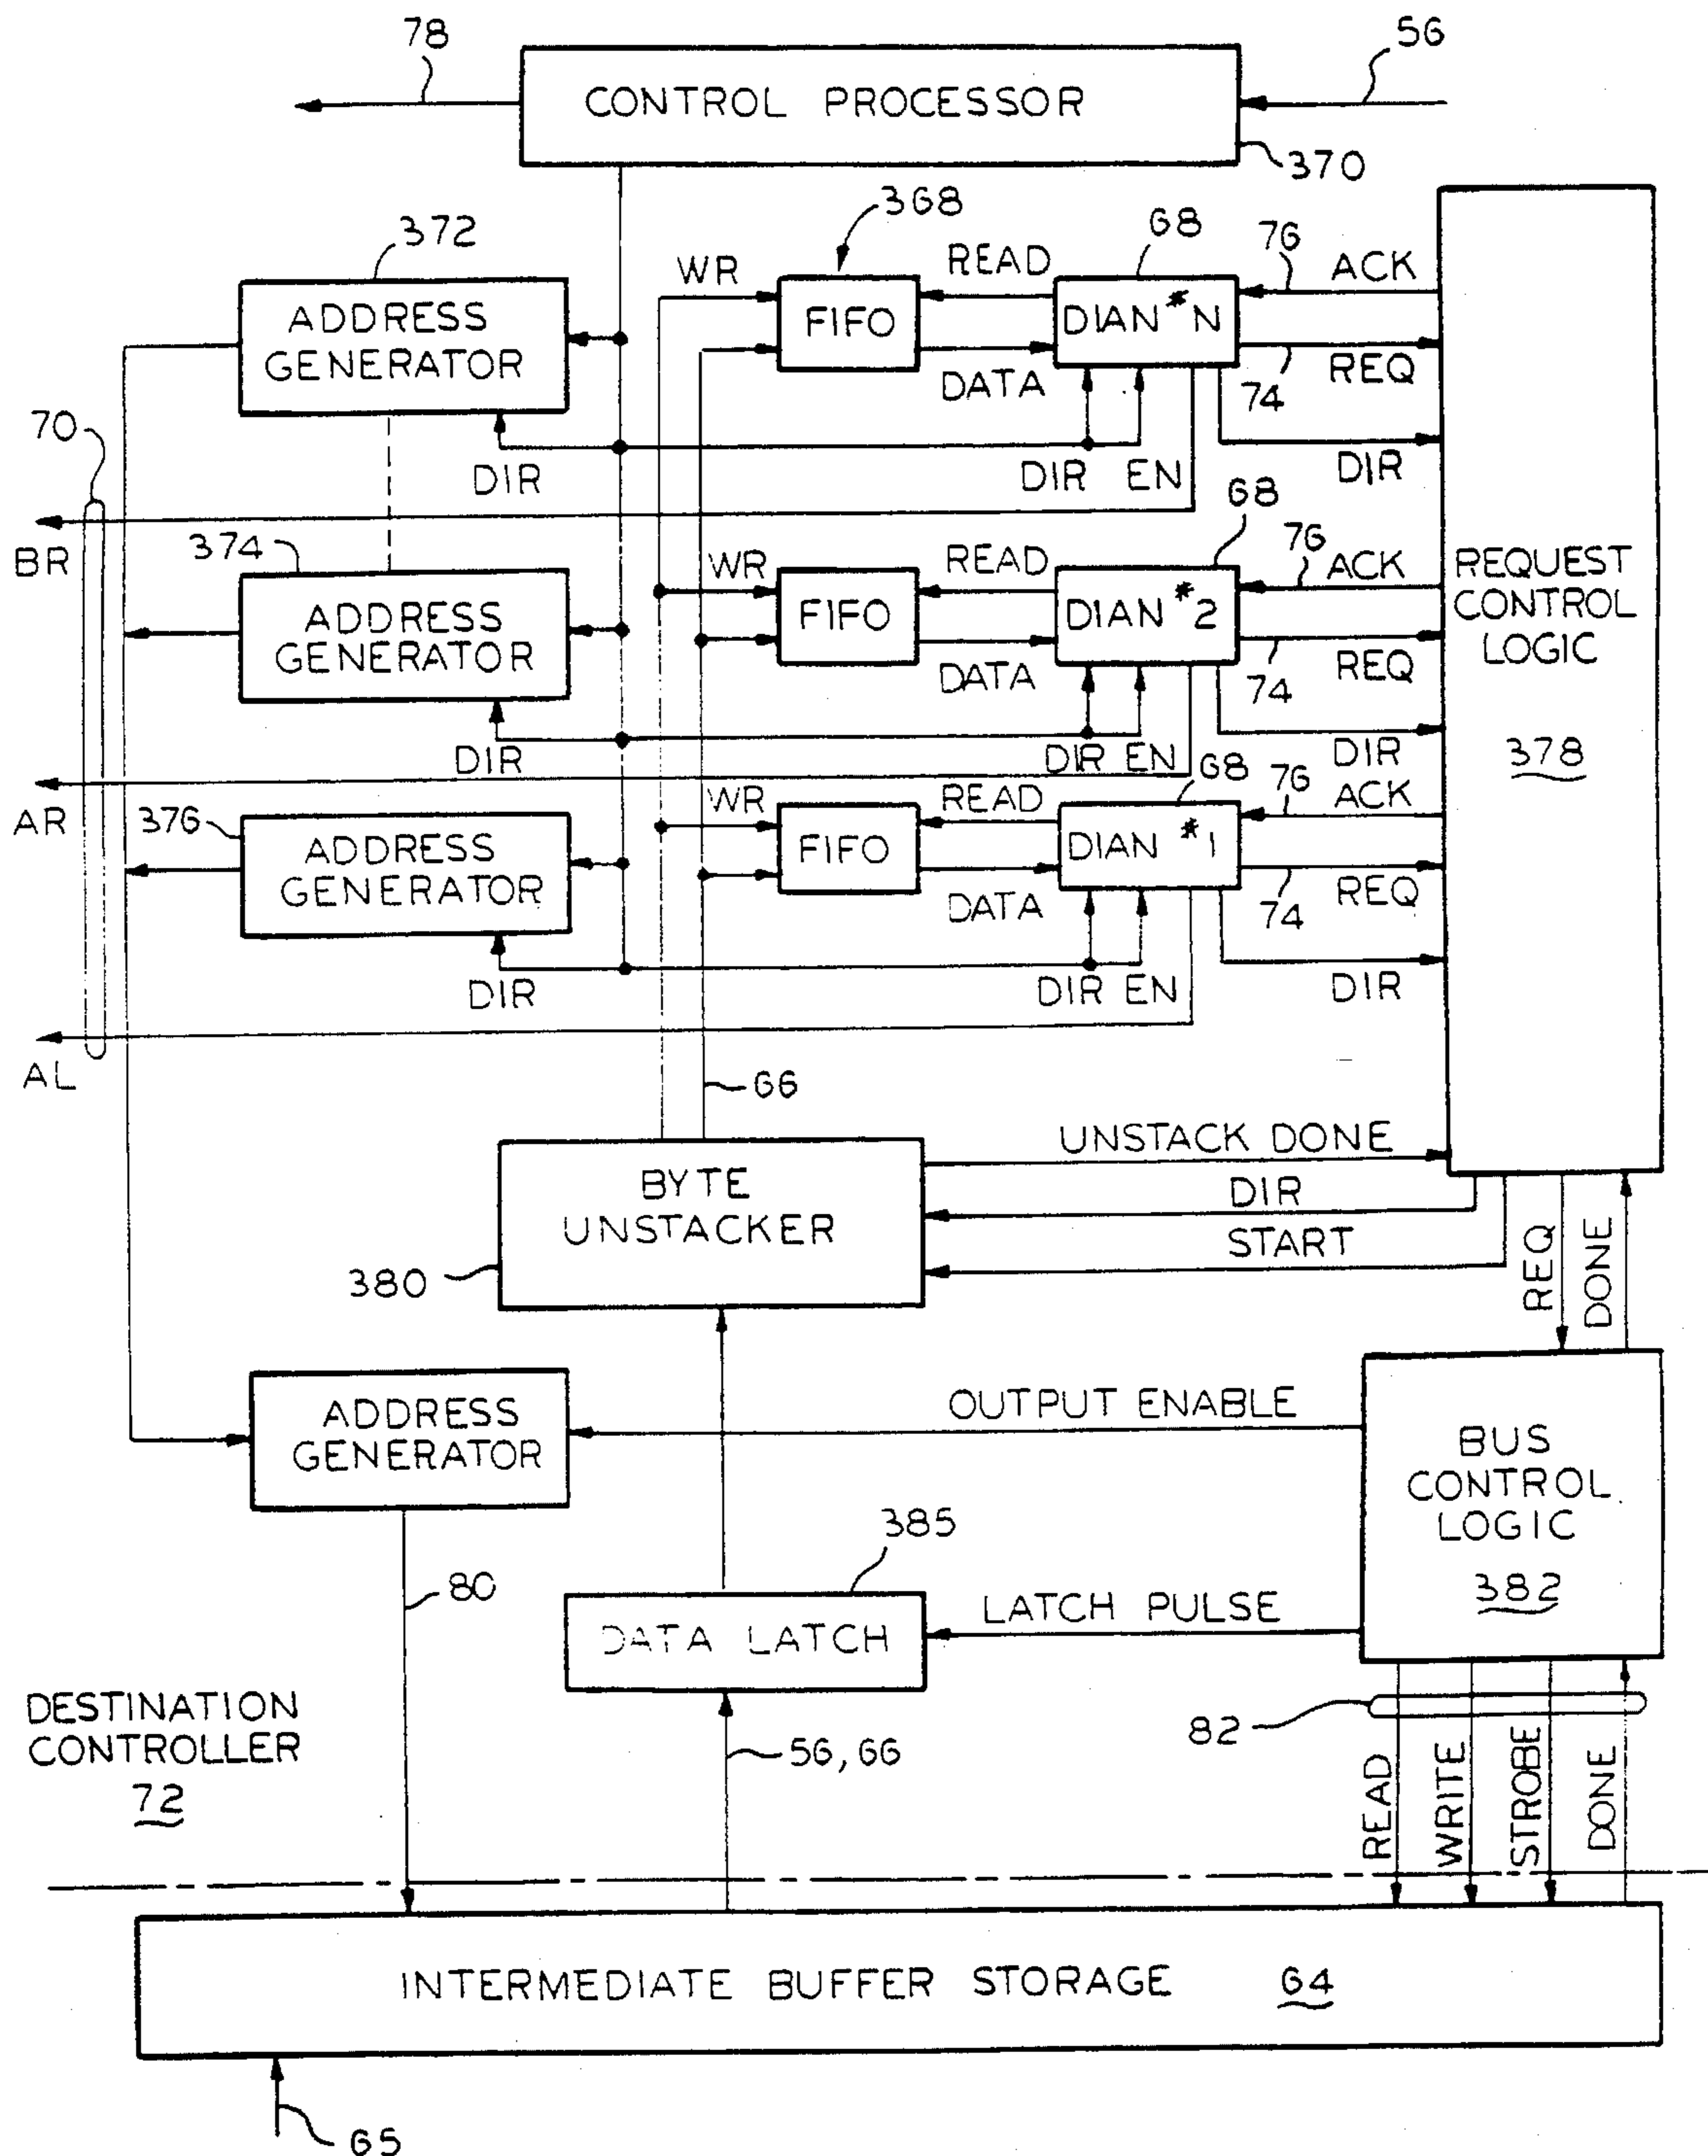 78
56
CONTROL PROCESSOR
370
372
368
68
76
ACK
WR
READ
ADDRESS
GENERATOR
FIFO
DIAN #N
DATA
74
REQ
70
DIR
DIR EN
DIR
BR
374
68
76
ACK
WR
READ
REQUEST
CONTROL
LOGIC
378
ADDRESS
GENERATOR
FIFO
DIAN #2
DATA
74
REQ
DIR
DIR EN
DIR
AR
376
68
76
ACK
WR
READ
ADDRESS
GENERATOR
FIFO
DIAN #1
DATA
74
REQ
DIR
DIR EN
DIR
AL
66
UNSTACK DONE
BYTE
UNSTACKER
DIR
START
380
REQ
DONE
ADDRESS
GENERATOR
OUTPUT ENABLE
BUS
CONTROL
LOGIC
382
385
80
DATA LATCH
LATCH PULSE
DESTINATION
CONTROLLER
72
56, 66
82
READ
WRITE
STROBE
DONE
INTERMEDIATE BUFFER STORAGE 64
65